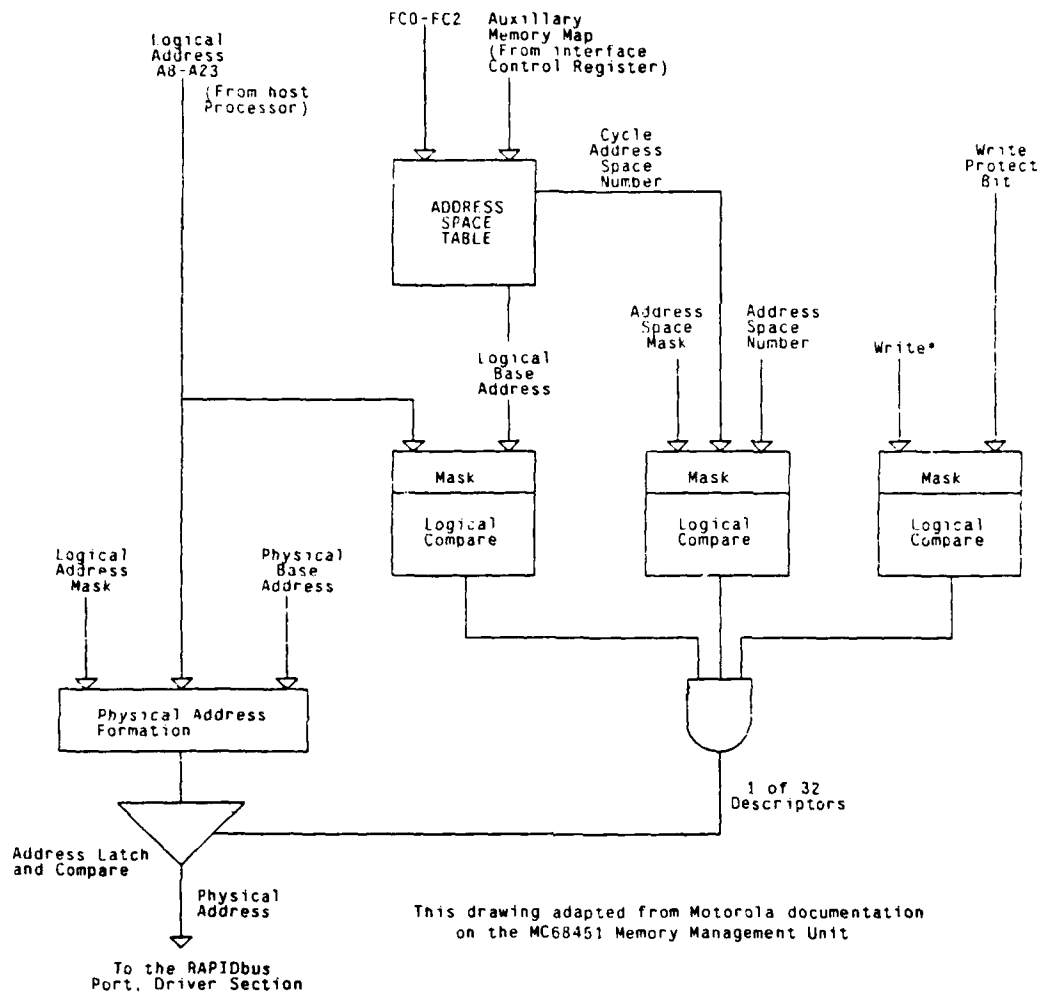 FC0-FC2
Auxillary
Memory Map
(From interface
Control Register)
Logical
Address
A8-A23
(From host
Processor)
Cycle
Address
Space
Number
Write
Protect
Bit
ADDRESS
SPACE
TABLE
Address
Space
Mask
Address
Space
Number
Write*
Logical
Base
Address
Mask
Logical
Compare
Mask
Logical
Compare
Mask
Logical
Compare
Logical
Address
Mask
Physical
Base
Address
Physical Address
Formation
1 of 32
Descriptors
Address Latch
and Compare
Physical
Address
This drawing adapted from Motorola documentation
on the MC68451 Memory Management Unit
To the RAPIDbus
Port, Driver Section